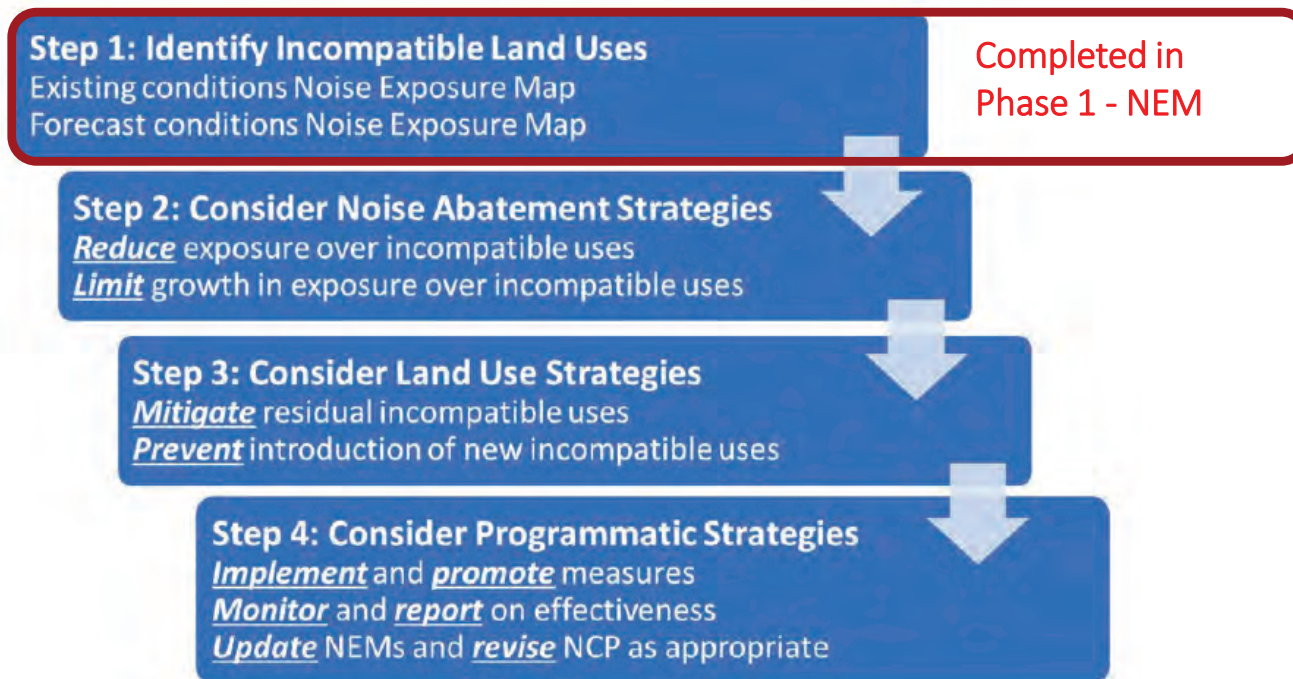 Step 1: Identify Incompatible Land Uses
Existing conditions Noise Exposure Map
Forecast conditions Noise Exposure Map
Completed in
Phase 1 - NEM
Step 2: Consider Noise Abatement Strategies
Reduce exposure over incompatible uses
Limit growth in exposure over incompatible uses
Step 3: Consider Land Use Strategies
Mitigate residual incompatible uses
Prevent introduction of new incompatible uses
Step 4: Consider Programmatic Strategies
Implement and promote measures
Monitor and report on effectiveness
Update NEMs and revise NCP as appropriate